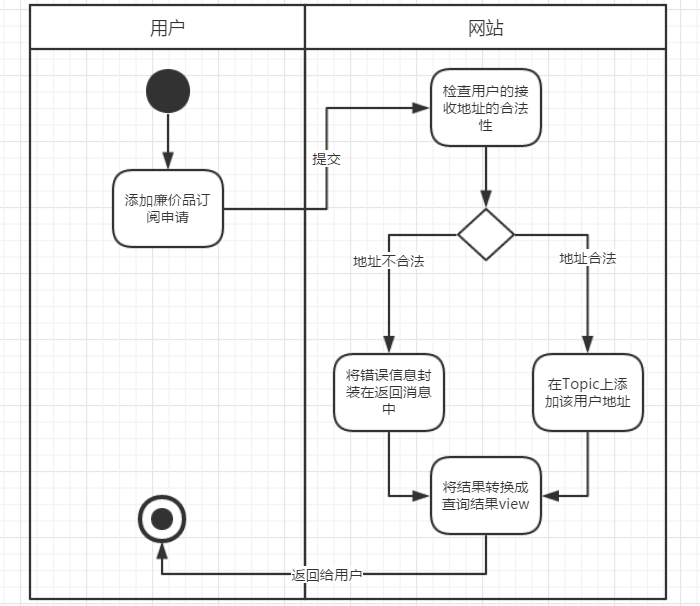 用户
网站
检查用户的接
收地址的合法
性
提交
添加廉价品订
阅申请
地址不合法
地址合法
将错误信息封
装在返回消息
中
在Topic上添
加该用户地址
将结果转换成
查询结果view
返回给用户